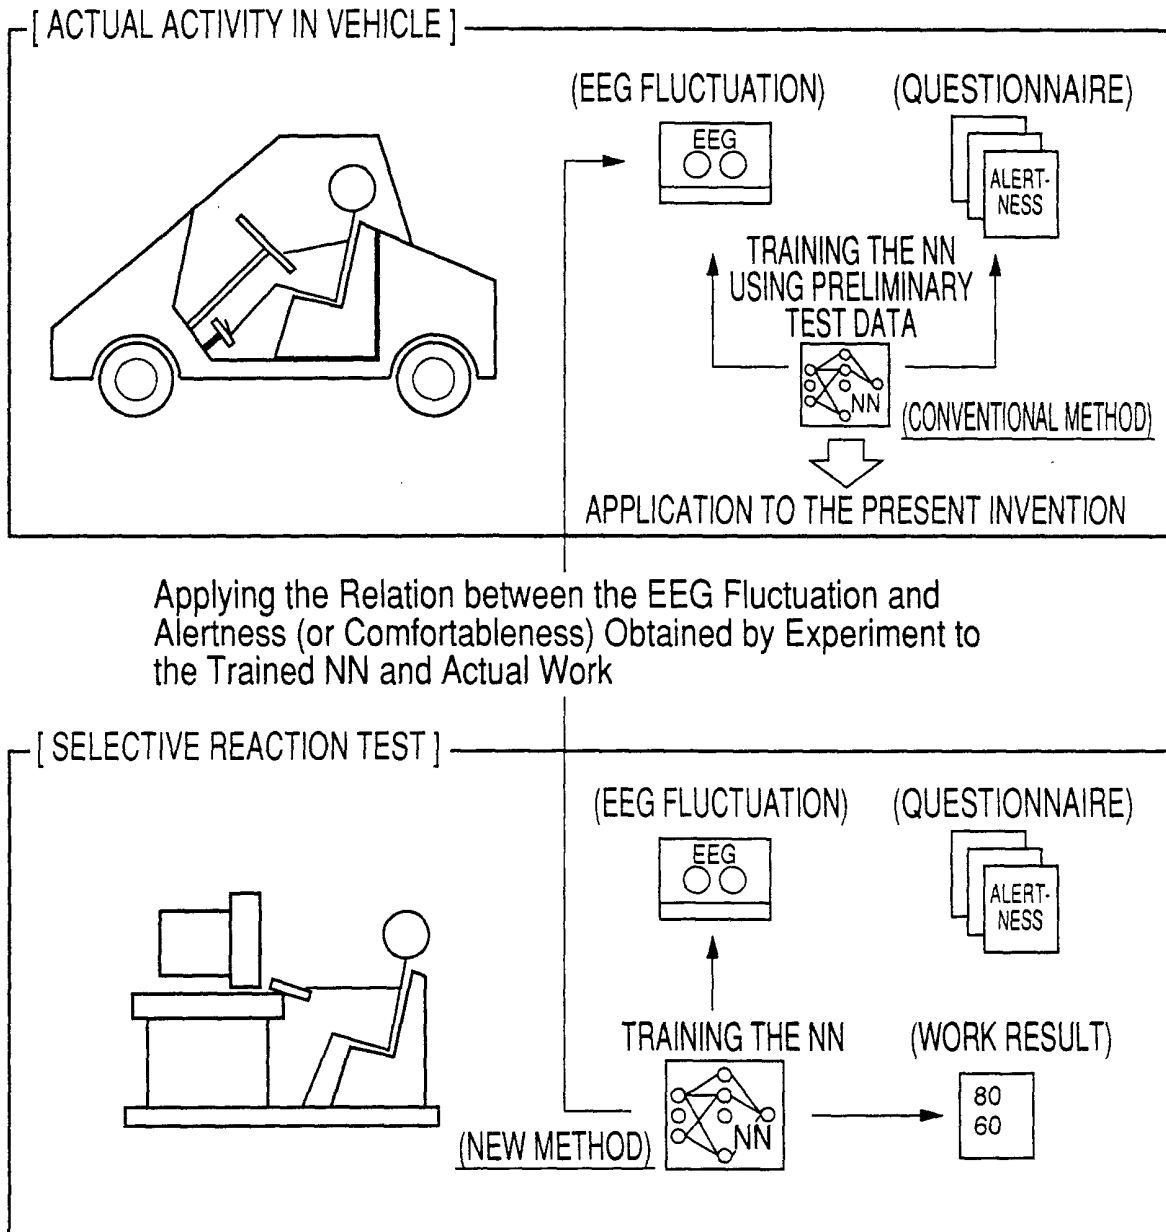 [ ACTUAL ACTIVITY IN VEHICLE ]
(EEG FLUCTUATION)
(QUESTIONNAIRE)
EEG
ALERT-
NESS
TRAINING THE NN
USING PRELIMINARY
TEST DATA
NN
(CONVENTIONAL METHOD)
APPLICATION TO THE PRESENT INVENTION
Applying the Relation between the EEG Fluctuation and
Alertness (or Comfortableness) Obtained by Experiment to
the Trained NN and Actual Work
[ SELECTIVE REACTION TEST ]
(EEG FLUCTUATION)
(QUESTIONNAIRE)
EEG
ALERT-
NESS
TRAINING THE NN
(WORK RESULT)
80
60
NN
(NEW METHOD)